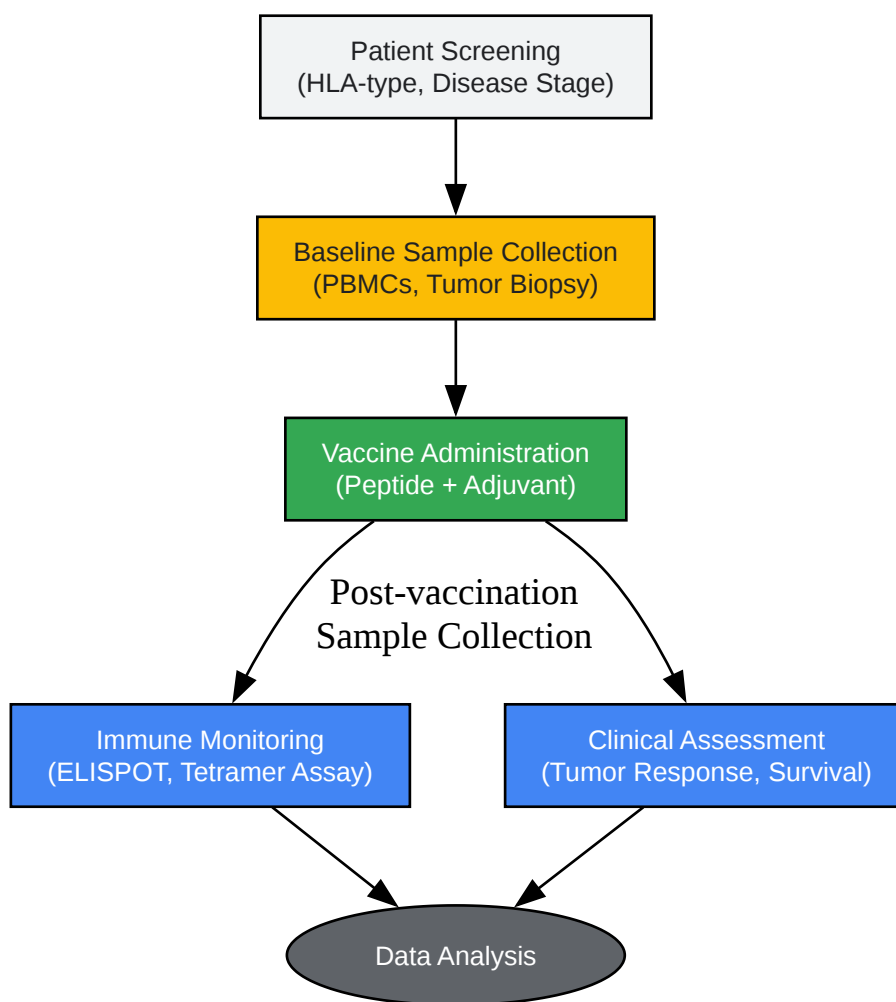 Patient Screening
(HLA-type, Disease Stage)
Baseline Sample Collection
(PBMCs, Tumor Biopsy)
Vaccine Administration
(Peptide + Adjuvant)
Post-vaccination
Sample Collection
Immune Monitoring
(ELISPOT, Tetramer Assay)
Clinical Assessment
(Tumor Response, Survival)
Data Analysis